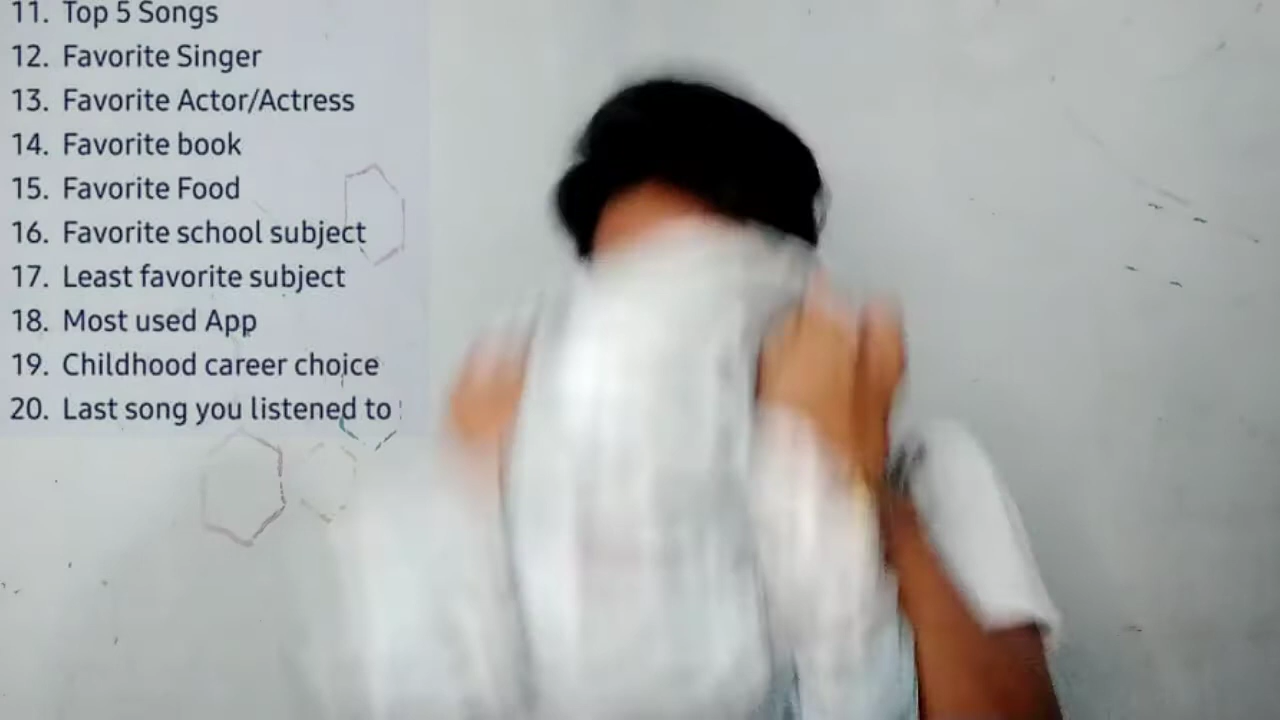 11. Top 5 Songs
12. Favorite Singer
13. Favorite Actor/Actress
14. Favorite book
15. Favorite Food
16. Favorite school subject
17. Least favorite subject
18. Most used App
19. Childhood career choice
20. Last song you listened to